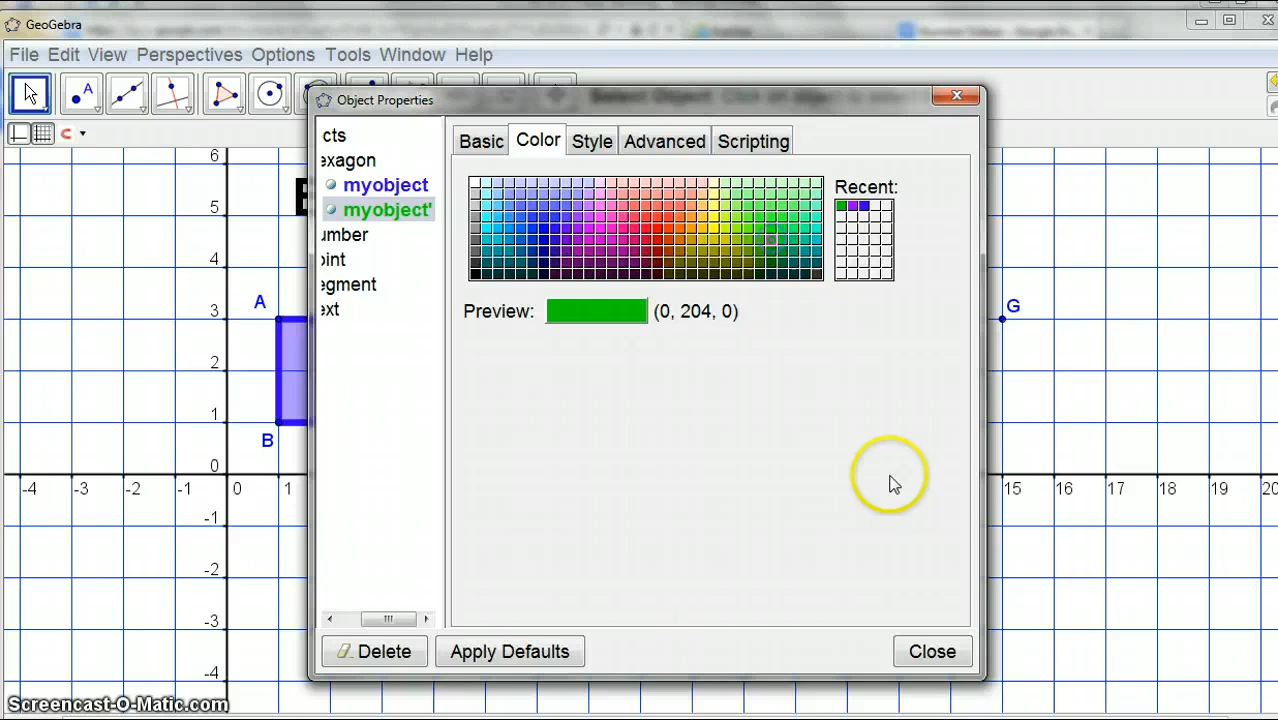 GeoGebra
File Edit View Perspectives Options Tools Window Help
A
Object Properties
cts
exagon
myobject
myobject'
umber
oint
egment
ext
Basic Color Style Advanced Scripting
Recent:
Preview: (0, 204, 0)
6
5
4
3
2
1
0
-1
-2
-3
-4
A
B
G
-4 -3 -2 -1 0 1 15 16 17 18 19 20
Delete Apply Defaults Close
Screencast-O-Matic.com